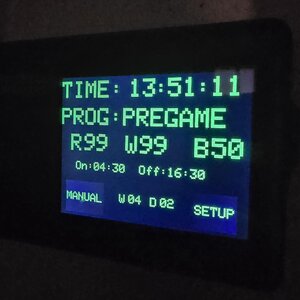 TIME: 13:51:11
PROG:PREGAME
R99 W99 B50
On:04:30 Off:16:30
MANUAL W04 D02 SETUP